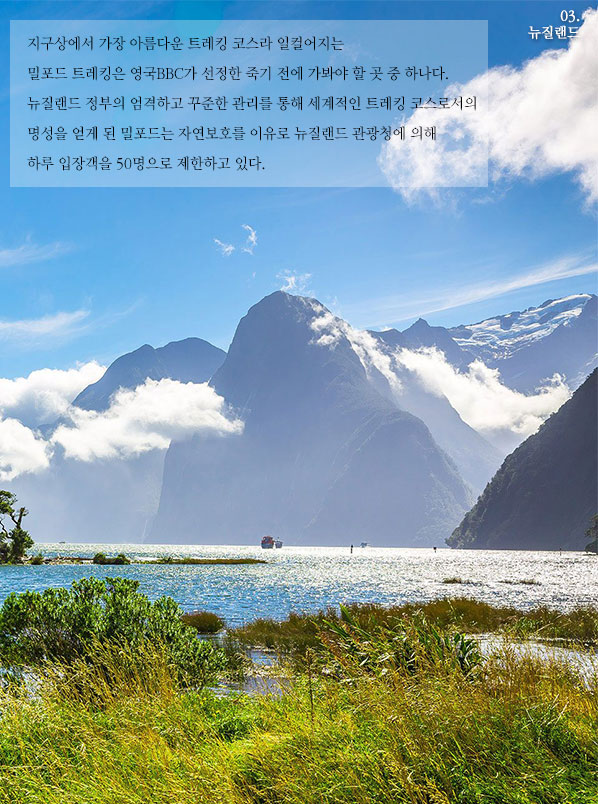 03.
뉴질랜드
지구상에서 가장 아름다운 트레킹 코스라 일컬어지는
밀포드 트레킹은 영국BBC가 선정한 죽기 전에 가봐야 할 곳 중 하나다.
뉴질랜드 정부의 엄격하고 꾸준한 관리를 통해 세계적인 트레킹 코스로서의
명성을 얻게 된 밀포드는 자연보호를 이유로 뉴질랜드 관광청에 의해
하루 입장객을 50명으로 제한하고 있다.